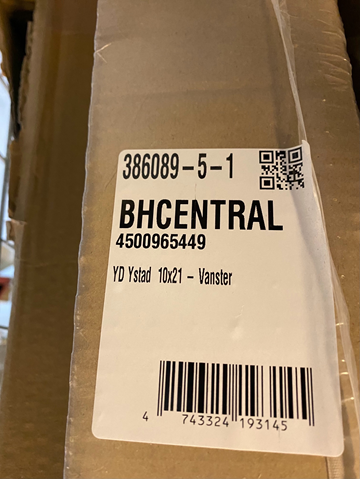 386089-5-1
BHCENTRAL
4500965449
YD Ystad 10x21 - Vanster
4 743324 193145